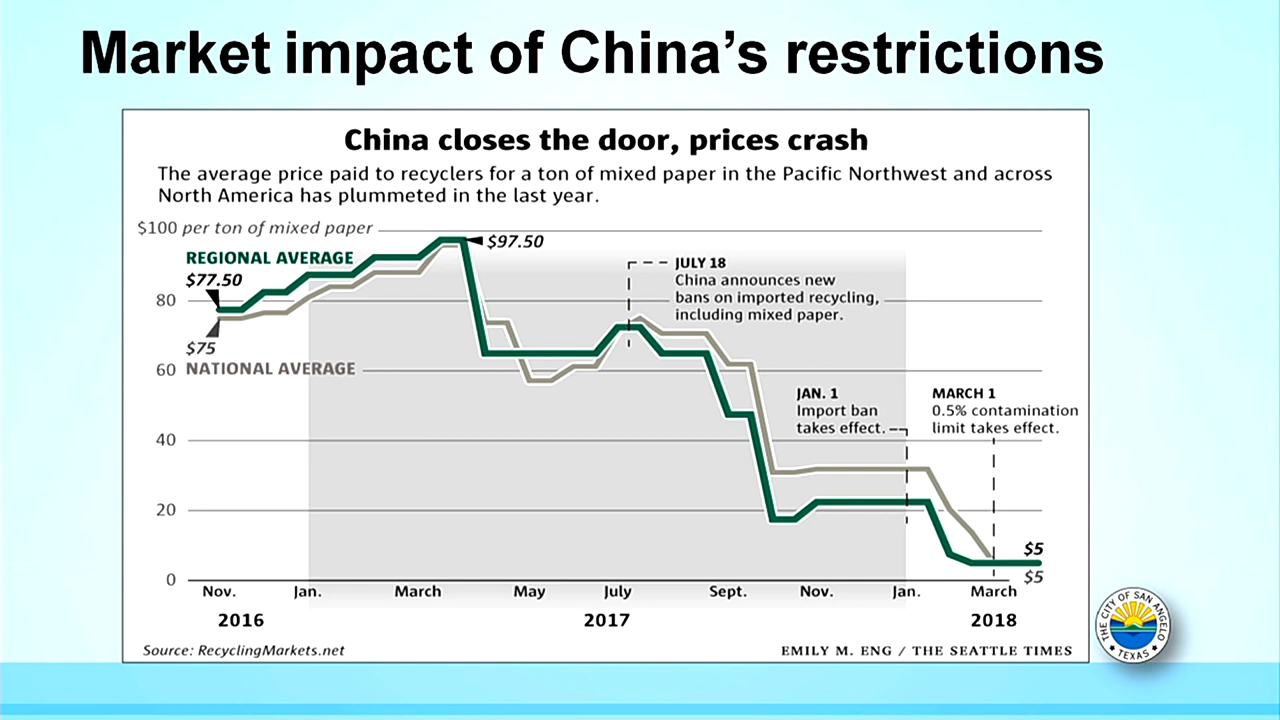 Market impact of China's restrictions
China closes the door, prices crash
The average price paid to recyclers for a ton of mixed paper in the Pacific Northwest and across
North America has plummeted in the last year.
$100 per ton of mixed paper
$97.50
REGIONAL AVERAGE
$77.50
JULY 18
China announces new
bans on imported recycling,
including mixed paper.
80
$75
60 NATIONAL AVERAGE
JAN. 1
Import ban
takes effect.
MARCH 1
0.5% contamination
limit takes effect.
40
20
$5
0
$5
Nov. Jan. March May July Sept. Nov. Jan. March
2016 2017 2018
Source: RecyclingMarkets.net
EMILY M. ENG / THE SEATTLE TIMES
THE CITY OF SAN ANGELO
TEXAS